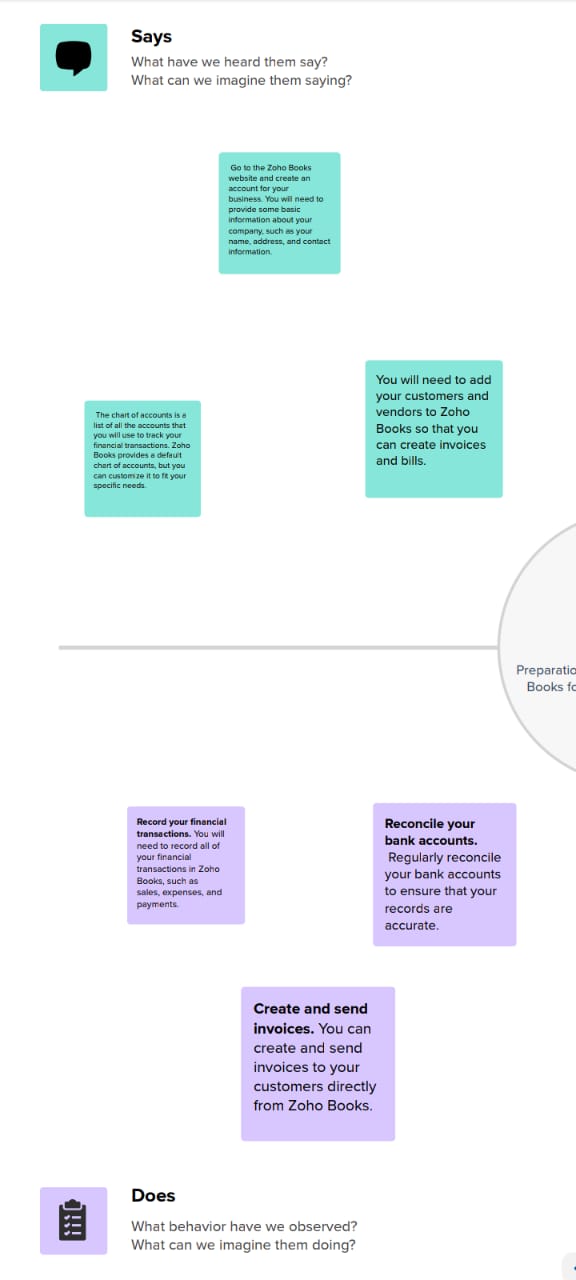 Says
What have we heard them say?
What can we imagine them saying?
Go to the Zoho Books
website and create an
account for your
business. You will need to
provide some basic
information about your
company, such as your
name, address, and contact
information.
You will need to add
your customers and
vendors to Zoho
Books so that you
can create invoices
and bills.
The chart of accounts is a
list of all the accounts that
you will use to track your
financial transactions. Zoho
Books provides a default
chart of accounts, but you
can customize it to fit your
specific needs.
Preparatio
Books fo
Record your financial
transactions. You will
need to record all of
your financial
transactions in Zoho
Books, such as
sales, expenses, and
payments.
Reconcile your
bank accounts.
Regularly reconcile
your bank accounts
to ensure that your
records are
accurate.
Create and send
invoices. You can
create and send
invoices to your
customers directly
from Zoho Books.
Does
What behavior have we observed?
What can we imagine them doing?